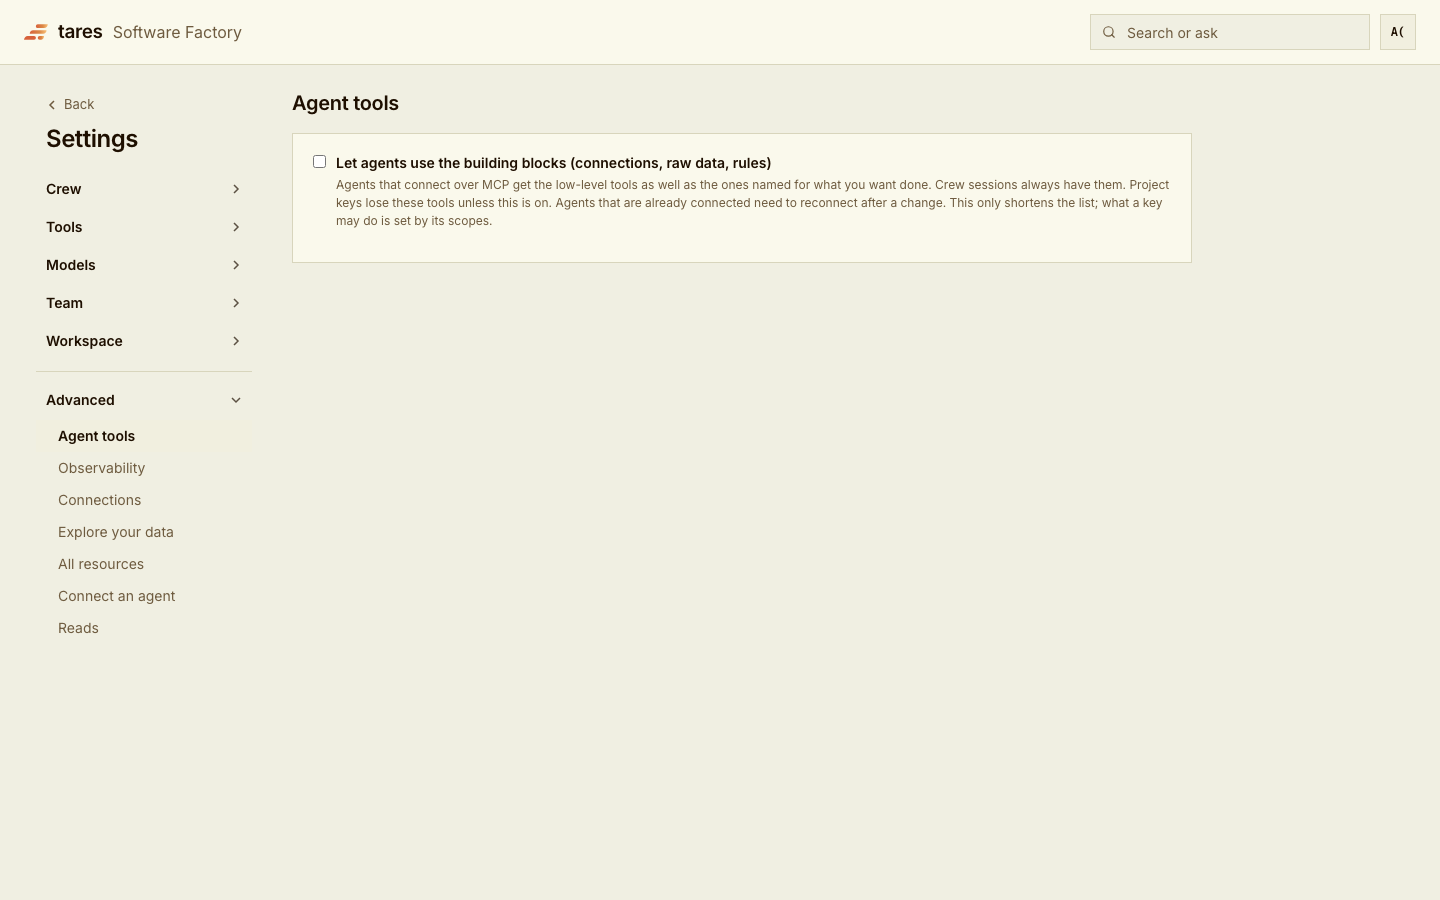 tares Software Factory
Search or ask
A(
Back
Settings
Crew
Tools
Models
Team
Workspace
Advanced
Agent tools
Observability
Connections
Explore your data
All resources
Connect an agent
Reads
Agent tools
Let agents use the building blocks (connections, raw data, rules)
Agents that connect over MCP get the low-level tools as well as the ones named for what you want done. Crew sessions always have them. Project
keys lose these tools unless this is on. Agents that are already connected need to reconnect after a change. This only shortens the list; what a key
may do is set by its scopes.